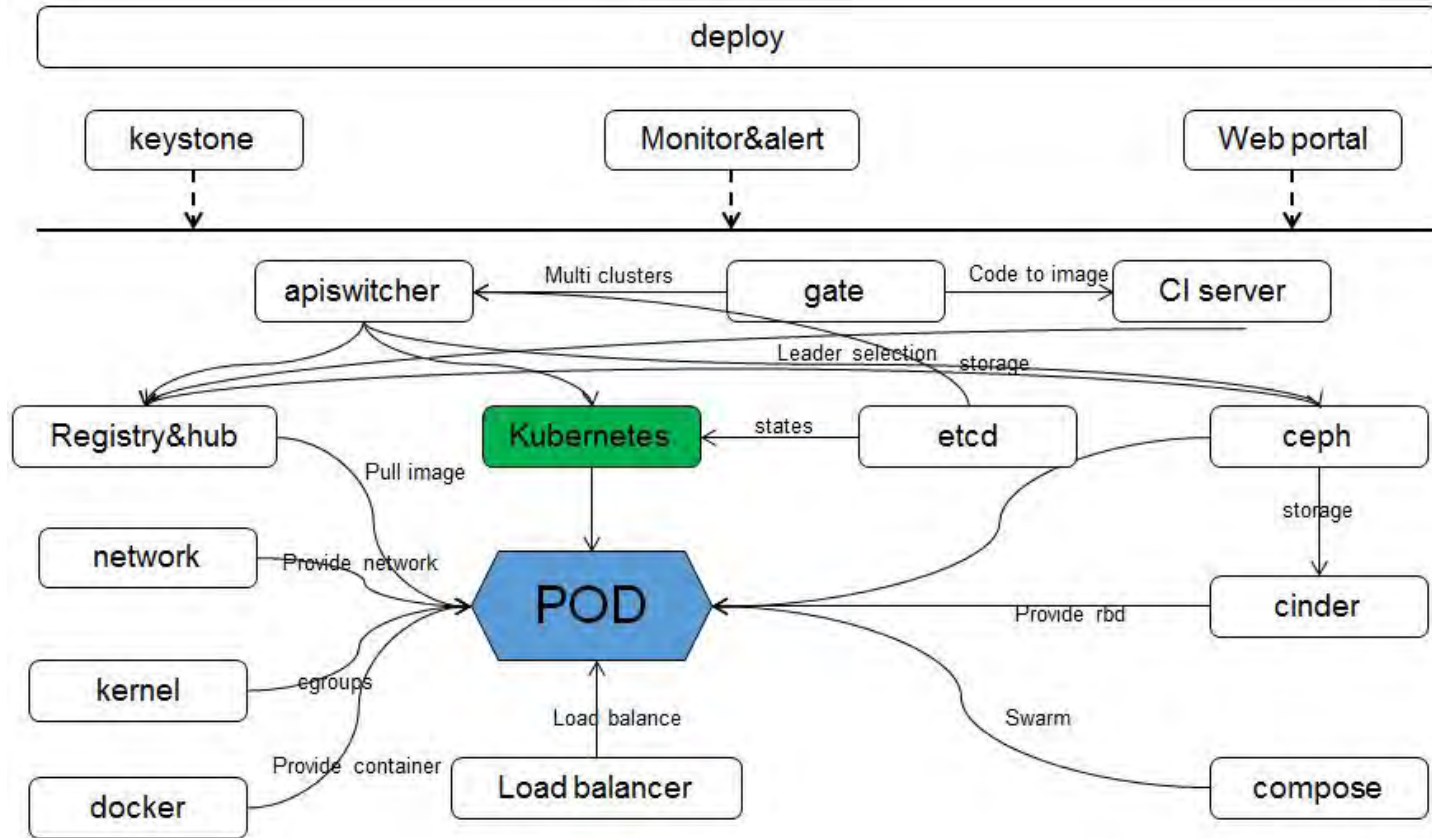 deploy
keystone
Monitor&alert
Web portal
apiswitcher
Multi clusters
gate
Code to image
CI server
Leader selection
storage
Registry&hub
Kubernetes
states
etcd
ceph
Pull image
storage
network
Provide network
POD
Provide rbd
cinder
kernel
cgroups
Load balance
Swarm
docker
Provide container
Load balancer
compose